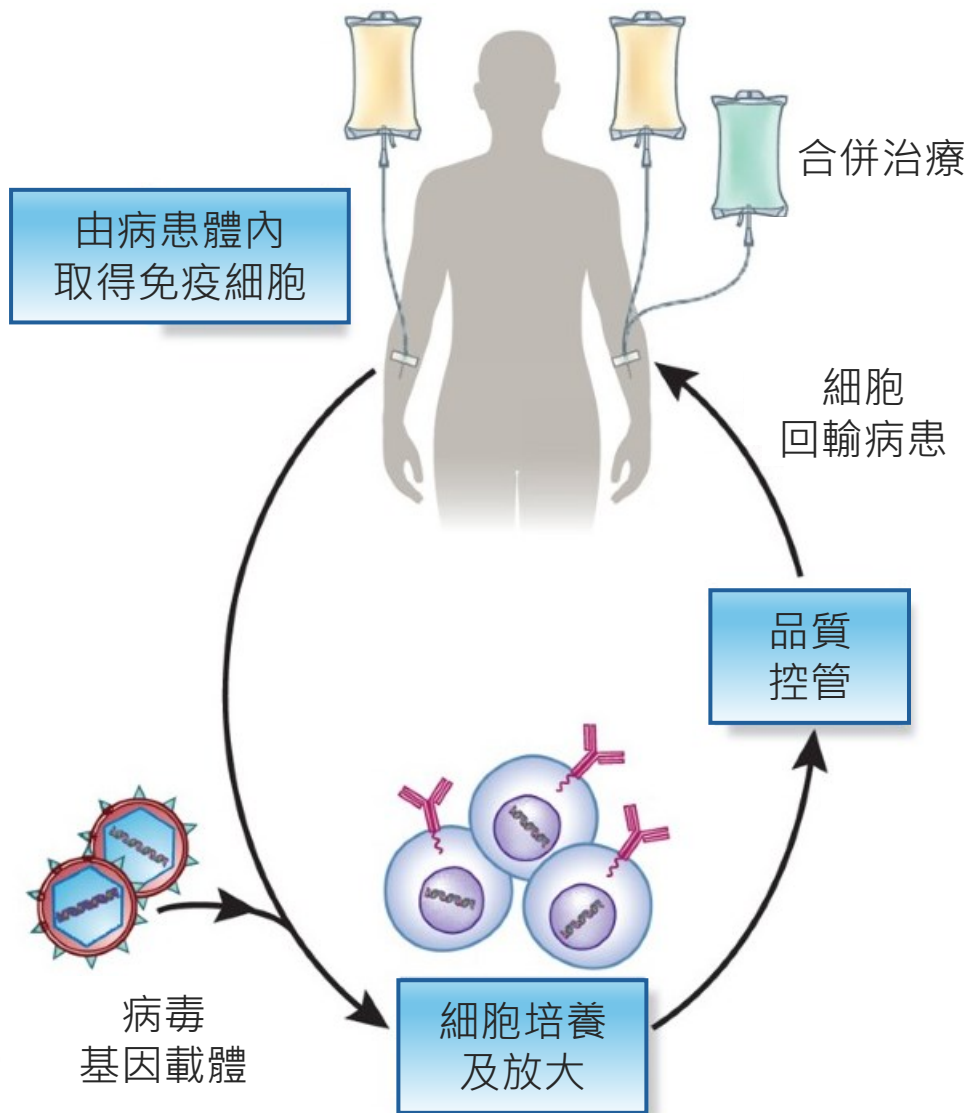 合併治療
由病患體內
取得免疫細胞
細胞
回輸病患
品質
控管
病毒
基因載體
細胞培養
及放大